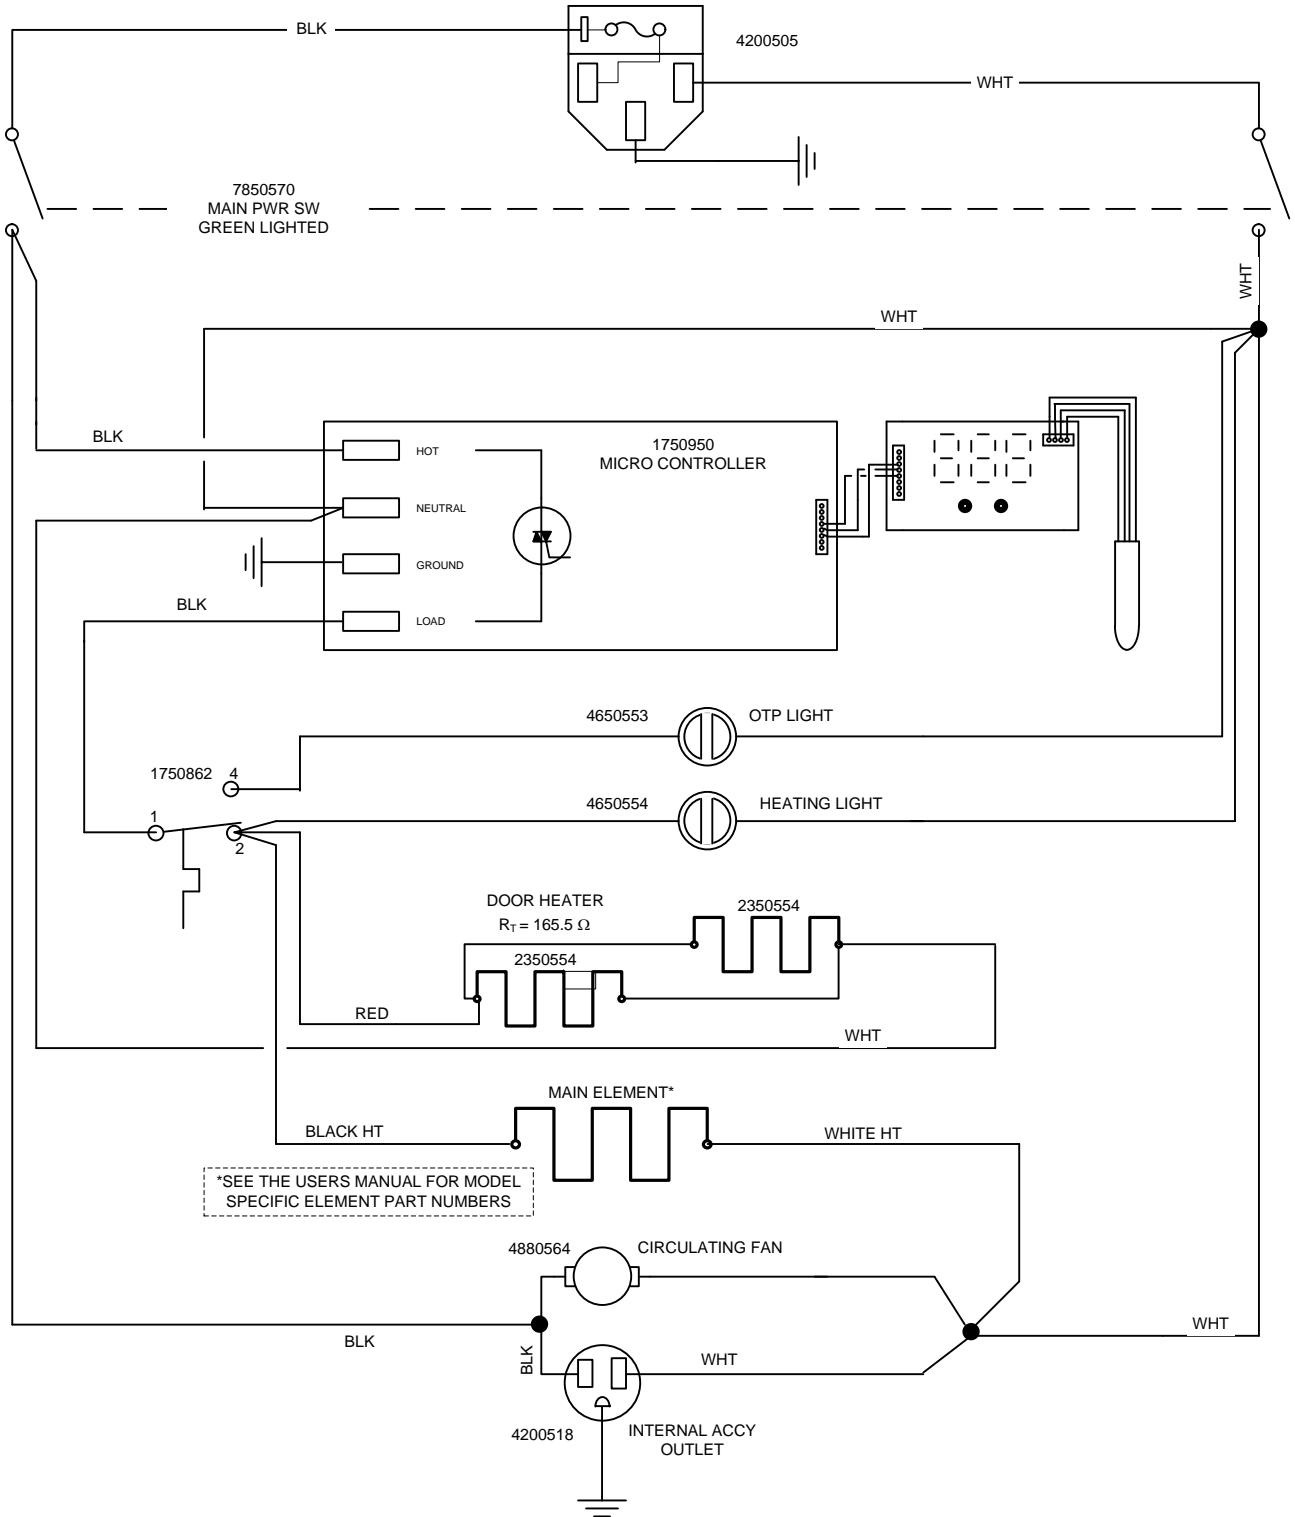 BLK
4200505
WHT
7850570
MAIN PWR SW
GREEN LIGHTED
WHT
WHT
BLK
HOT
1750950
MICRO CONTROLLER
NEUTRAL
GROUND
BLK
LOAD
4650553
OTP LIGHT
1750862
4
4650554
HEATING LIGHT
1
2
DOOR HEATER
RT = 165.5 Ω
2350554
2350554
RED
WHT
MAIN ELEMENT*
BLACK HT
WHITE HT
*SEE THE USERS MANUAL FOR MODEL
SPECIFIC ELEMENT PART NUMBERS
4880564
CIRCULATING FAN
WHT
BLK
BLK
WHT
4200518
INTERNAL ACCY
OUTLET